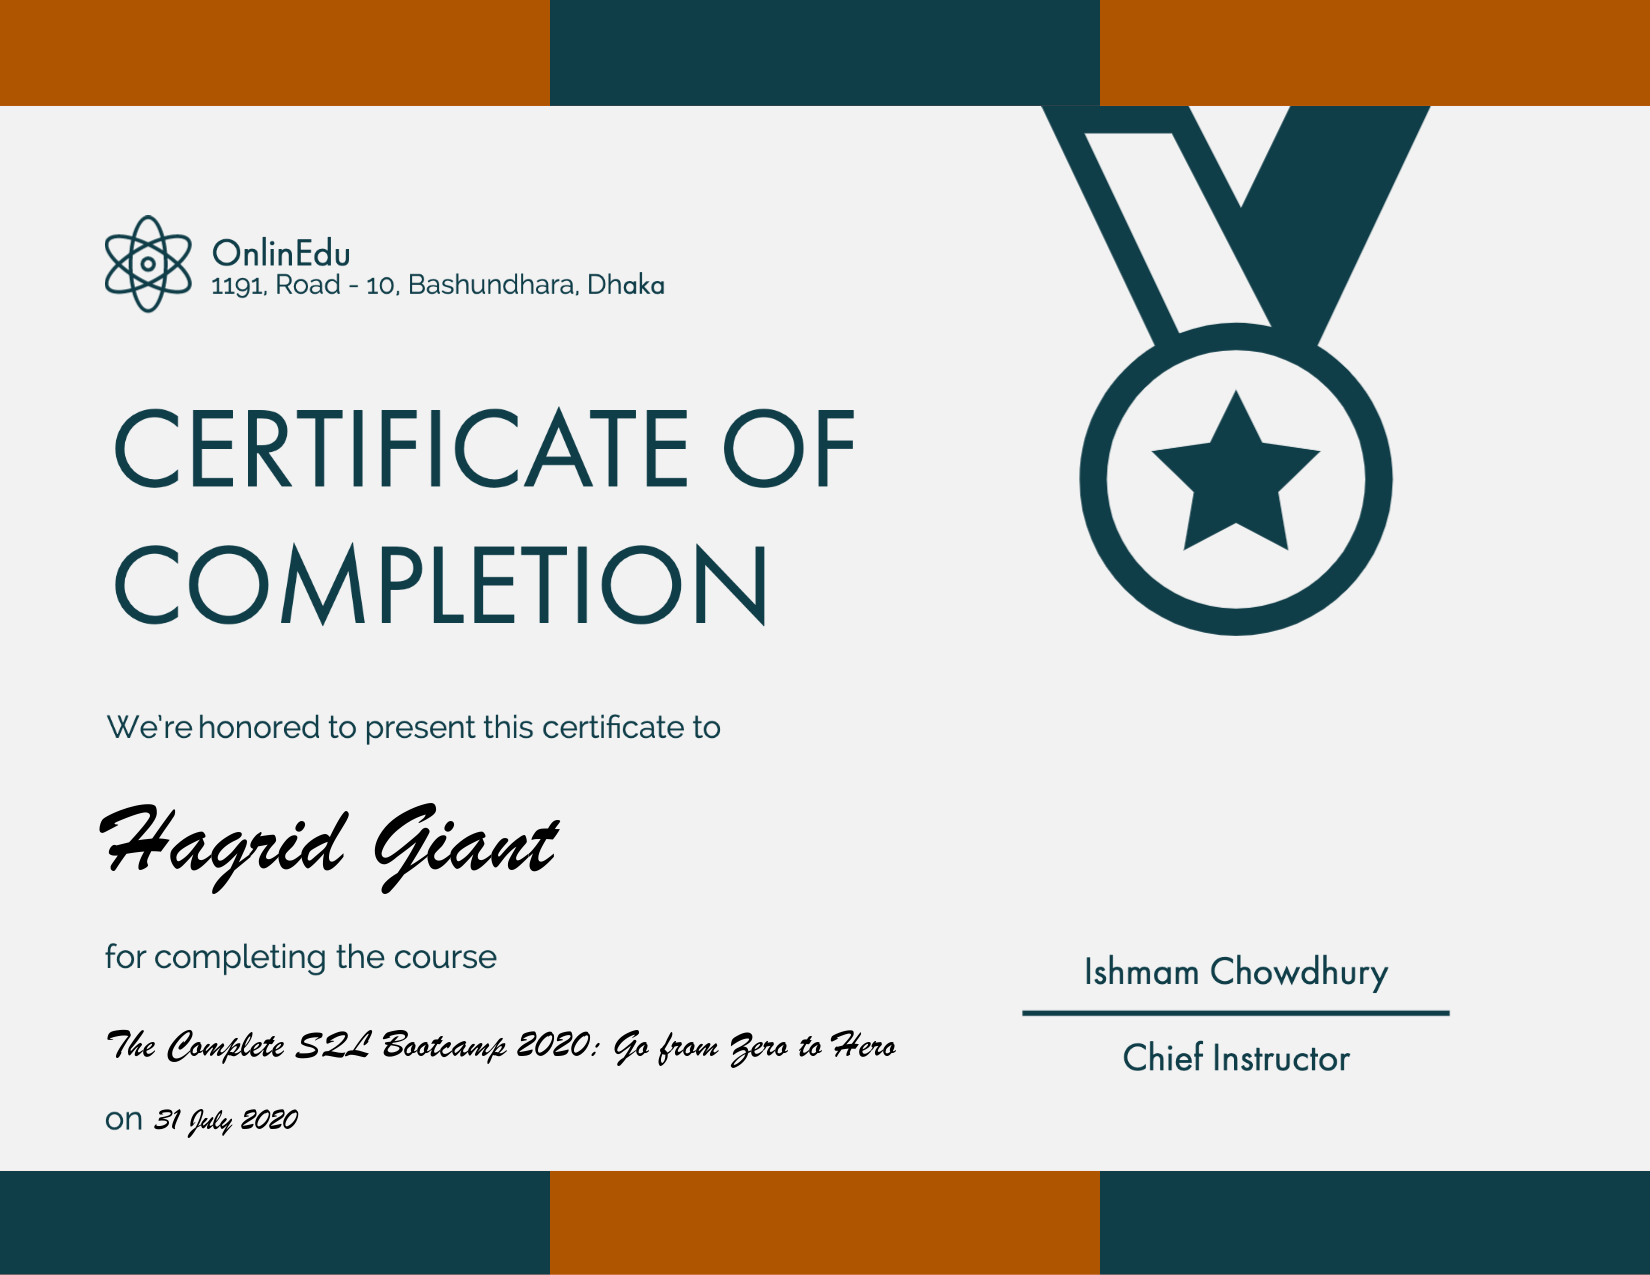 OnlinEdu
1191, Road - 10, Bashundhara, Dhaka
CERTIFICATE OF
COMPLETION
We're honored to present this certificate to
Hagrid Giant
for completing the course
The Complete SQL Bootcamp 2020: Go from Zero to Hero
on 31 July 2020
Ishmam Chowdhury
Chief Instructor